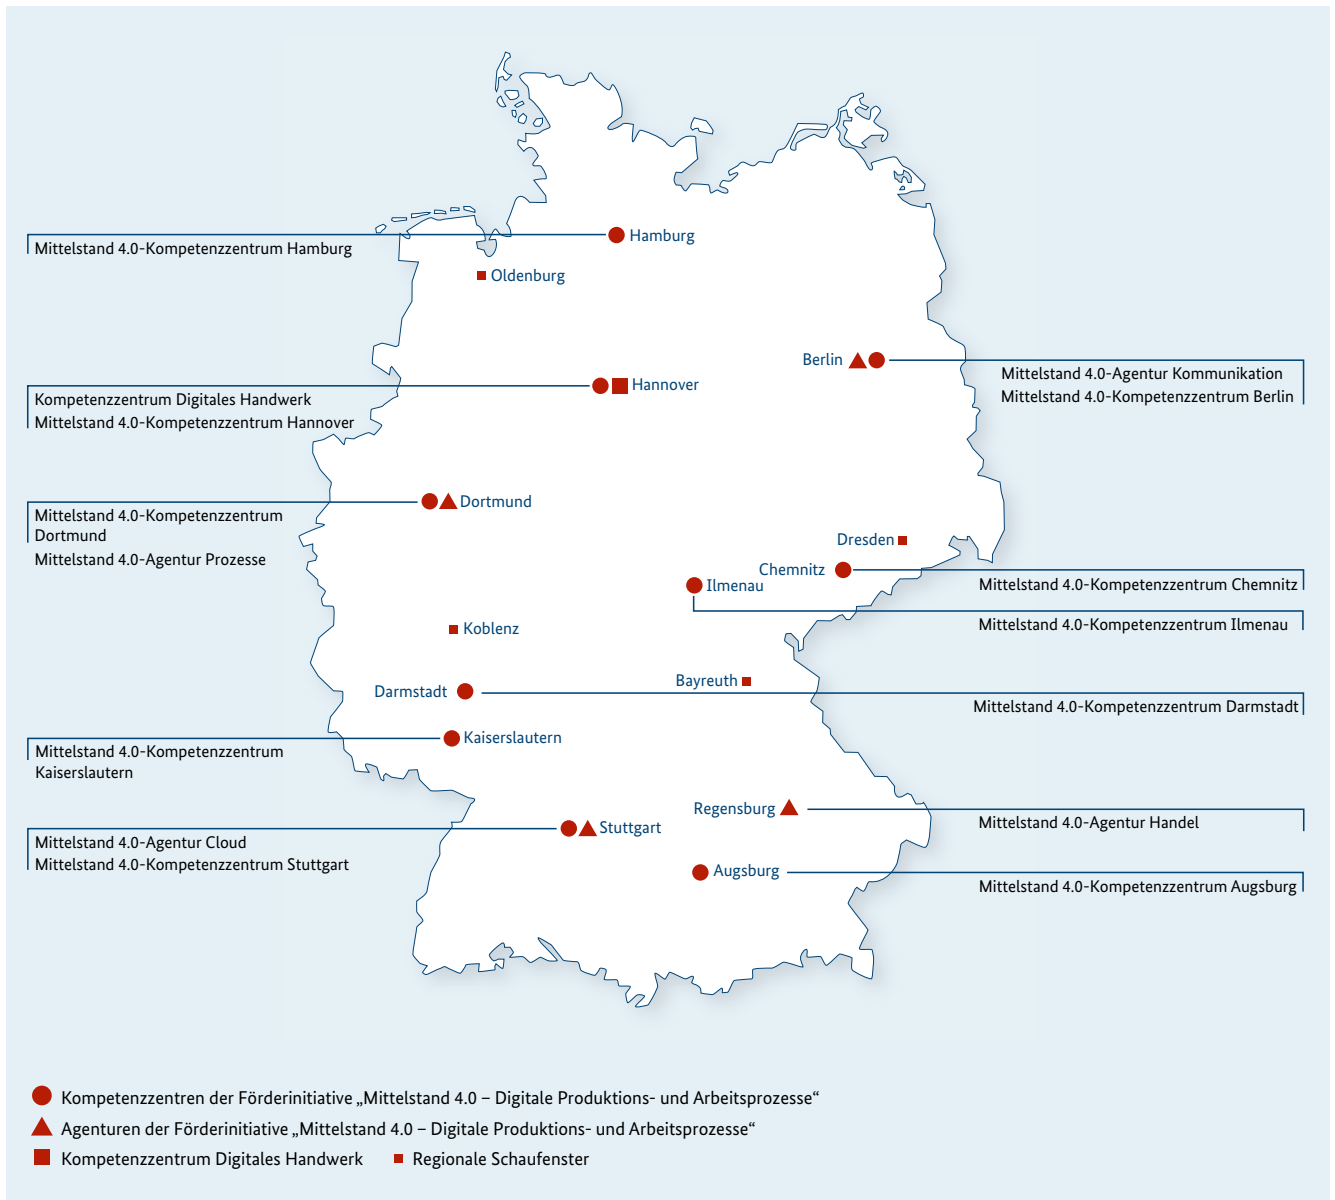 Hamburg
Mittelstand 4.0-Kompetenzzentrum Hamburg
Oldenburg
Berlin
Mittelstand 4.0-Agentur Kommunikation
Mittelstand 4.0-Kompetenzzentrum Berlin
Hannover
Kompetenzzentrum Digitales Handwerk
Mittelstand 4.0-Kompetenzzentrum Hannover
Dortmund
Mittelstand 4.0-Kompetenzzentrum
Dortmund
Mittelstand 4.0-Agentur Prozesse
Dresden
Chemnitz
Mittelstand 4.0-Kompetenzzentrum Chemnitz
Ilmenau
Mittelstand 4.0-Kompetenzzentrum Ilmenau
Koblenz
Bayreuth
Darmstadt
Mittelstand 4.0-Kompetenzzentrum Darmstadt
Kaiserslautern
Mittelstand 4.0-Kompetenzzentrum
Kaiserslautern
Regensburg
Mittelstand 4.0-Agentur Handel
Stuttgart
Mittelstand 4.0-Agentur Cloud
Mittelstand 4.0-Kompetenzzentrum Stuttgart
Augsburg
Mittelstand 4.0-Kompetenzzentrum Augsburg
Kompetenzzentren der Förderinitiative „Mittelstand 4.0 – Digitale Produktions- und Arbeitsprozesse“
Agenturen der Förderinitiative „Mittelstand 4.0 – Digitale Produktions- und Arbeitsprozesse“
Kompetenzzentrum Digitales Handwerk Regionale Schaufenster